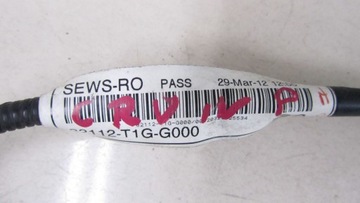 SEWS-RO PASS 29-Mar-12
CRV IV P
32112-T1G-G000